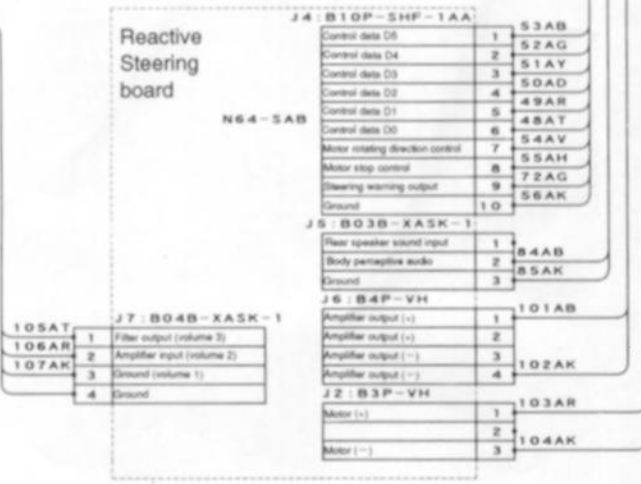 Reactive
Steering
board
N64-SAB
J4:B10P-SHF-1AA
Control data D5 1 53AB
Control data D4 2 52AG
Control data D3 3 51AY
Control data D2 4 50AD
Control data D1 5 49AR
Control data D0 6 48AT
Motor rotating direction control 7 54AV
Motor stop control 8 55AH
Steering warning output 9 72AG
Ground 10 56AK
J5:B03B-XASK-1
Rear speaker sound input 1
Body perceptive audio 2 84AB
Ground 3 85AK
J6:B4P-VH
Amplifier output (+) 1 101AB
Amplifier output (+) 2
Amplifier output (-) 3
Amplifier output (-) 4 102AK
J2:B3P-VH
Motor (+) 1 103AR
2
Motor (-) 3 104AK
J7:B04B-XASK-1
105AT 1 Filter output (volume 3)
106AR 2 Amplifier input (volume 2)
107AK 3 Ground (volume 1)
4 Ground